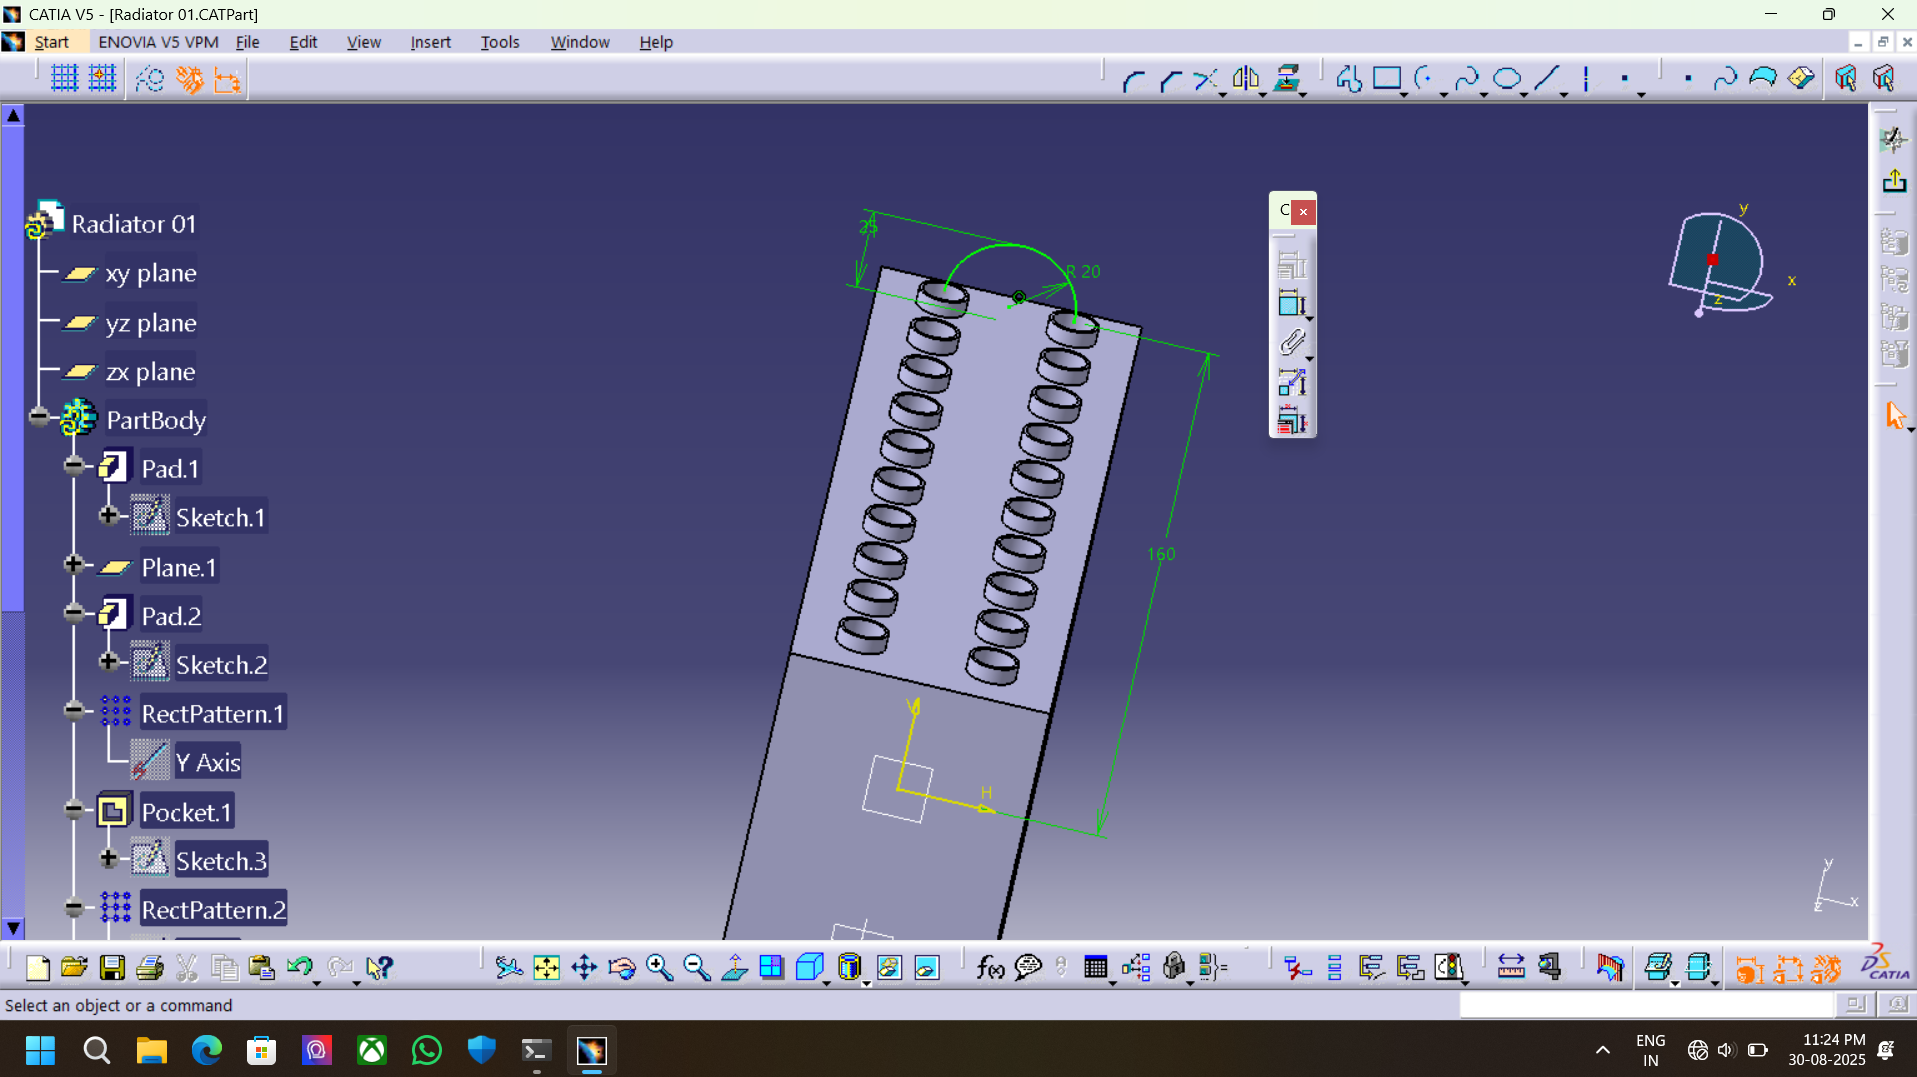 CATIA V5 - [Radiator 01.CATPart]
Start ENOVIA V5 VPM File Edit View Insert Tools Window Help
C
y
x
z
Radiator 01
xy plane
yz plane
zx plane
PartBody
Pad.1
Sketch.1
Plane.1
Pad.2
Sketch.2
RectPattern.1
Y Axis
Pocket.1
Sketch.3
RectPattern.2
25
R 20
160
V
H
y
x
z
f(x)
DS CATIA
Select an object or a command
ENG
IN
11:24 PM
30-08-2025